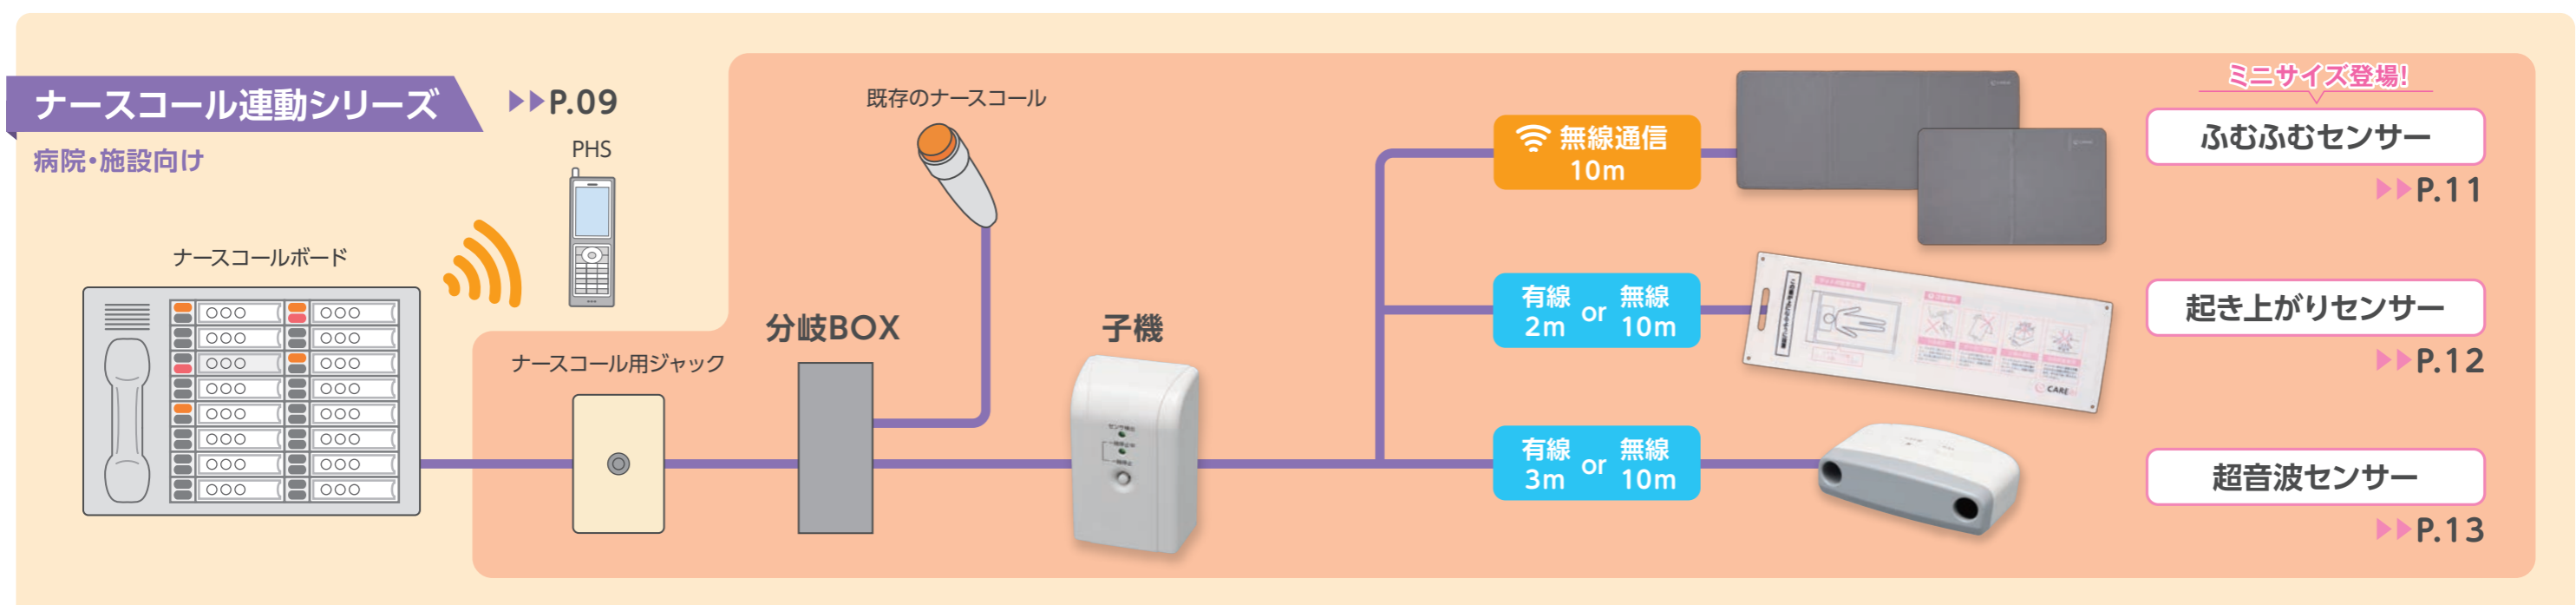 ナースコール連動シリーズ
P.09
病院・施設向け
PHS
ナースコールボード
既存のナースコール
ナースコール用ジャック
分岐BOX
子機
無線通信
10m
有線 or 無線
2m 10m
有線 or 無線
3m 10m
CARE
ミニサイズ登場!
ふむふむセンサー
P.11
起き上がりセンサー
P.12
超音波センサー
P.13